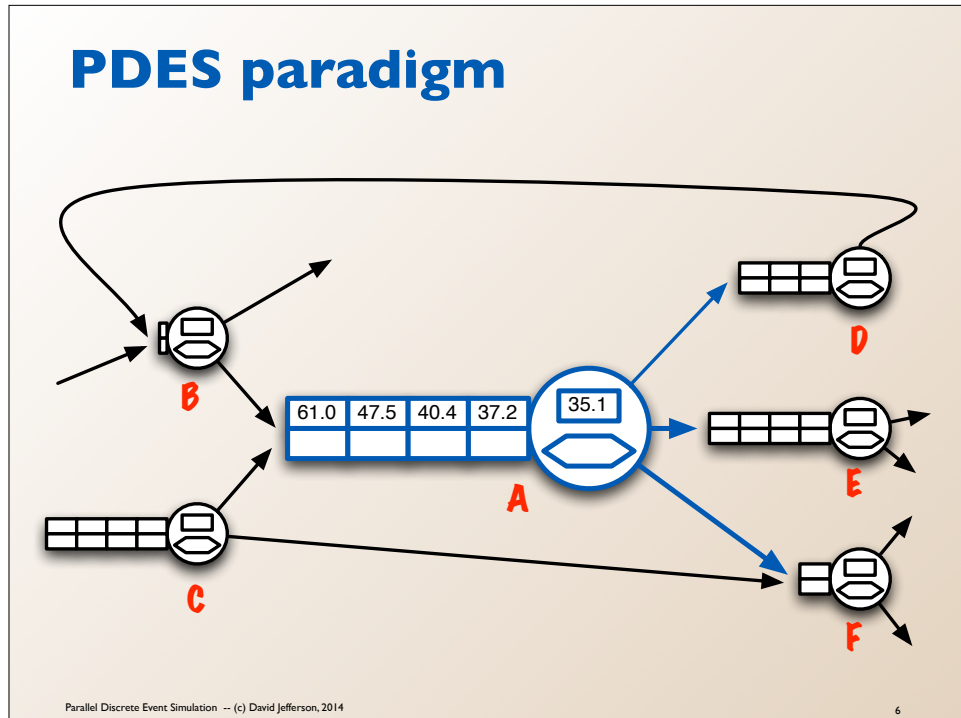 PDES paradigm
D
B
61.0 47.5 40.4 37.2 35.1
A
E
C
F
Parallel Discrete Event Simulation -- (c) David Jefferson, 2014
6